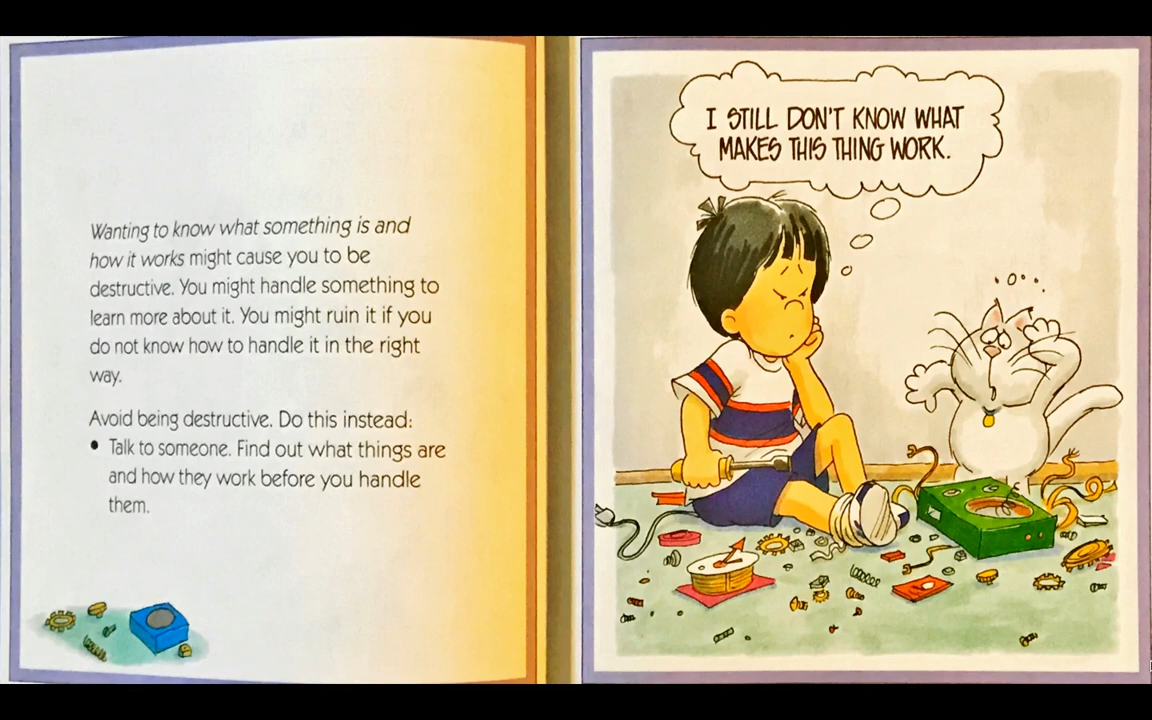 Wanting to know what something is and
how it works might cause you to be
destructive. You might handle something to
learn more about it. You might ruin it if you
do not know how to handle it in the right
way.
Avoid being destructive. Do this instead:
• Talk to someone. Find out what things are
and how they work before you handle
them.
I STILL DON'T KNOW WHAT
MAKES THIS THING WORK.